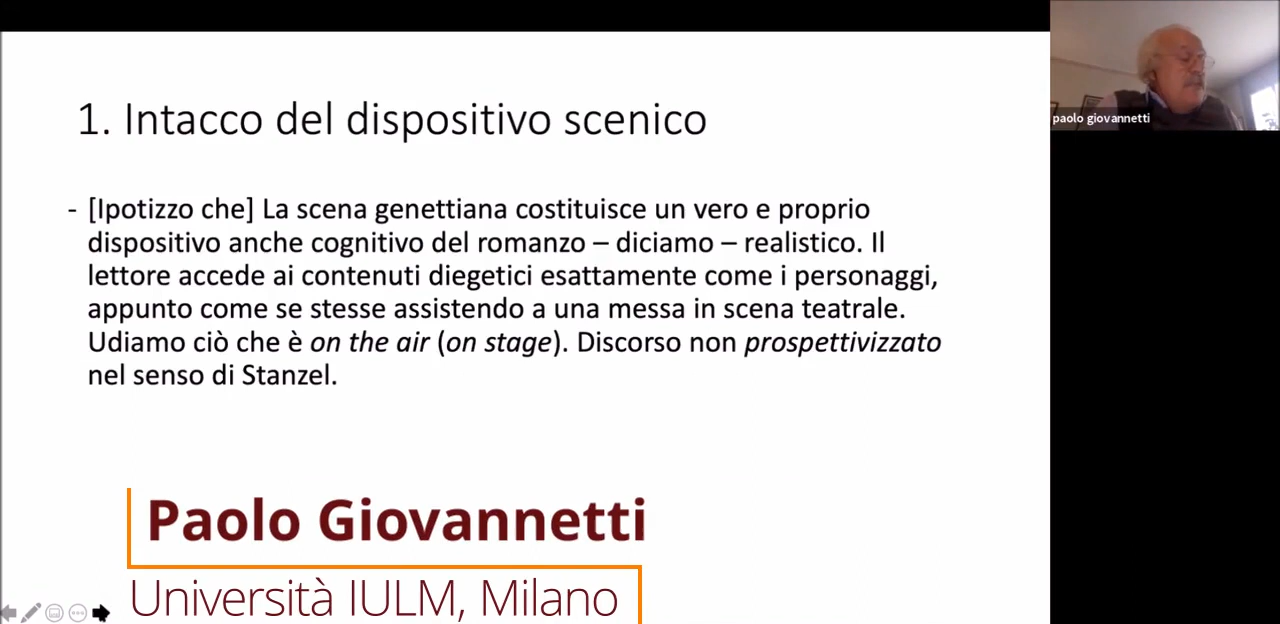 1. Intacco del dispositivo scenico
- [Ipotizzo che] La scena genettiana costituisce un vero e proprio
dispositivo anche cognitivo del romanzo – diciamo – realistico. Il
lettore accede ai contenuti diegetici esattamente come i personaggi,
appunto come se stesse assistendo a una messa in scena teatrale.
Udiamo ciò che è on the air (on stage). Discorso non prospettivizzato
nel senso di Stanzel.
paolo giovannetti
Paolo Giovannetti
Università IULM, Milano